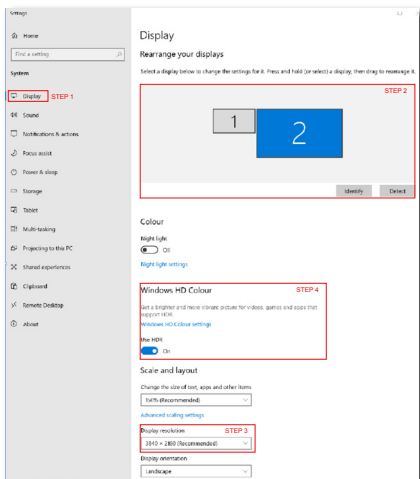 Settings
Home
Find a setting
System
Display STEP 1
Sound
Notifications & actions
Focus assist
Power & sleep
Storage
Tablet
Multi-tasking
Projecting to this PC
Shared experiences
Clipboard
Remote Desktop
About
Display
Rearrange your displays
Select a display below to change the settings for it. Press and hold (or select) a display, then drag to rearrange it.
STEP 2
1
2
Identify Detect
Colour
Night light
Off
Night light settings
Windows HD Colour STEP 4
Get a brighter and more vibrant picture for videos, games and apps that
support HDR
Windows HD Colour settings
Use HDR
On
Scale and layout
Change the size of text, apps and other items
(Recommended)
Advanced scaling settings
Display resolution STEP 3
3840 × 2160 (Recommended)
Display orientation
Landscape